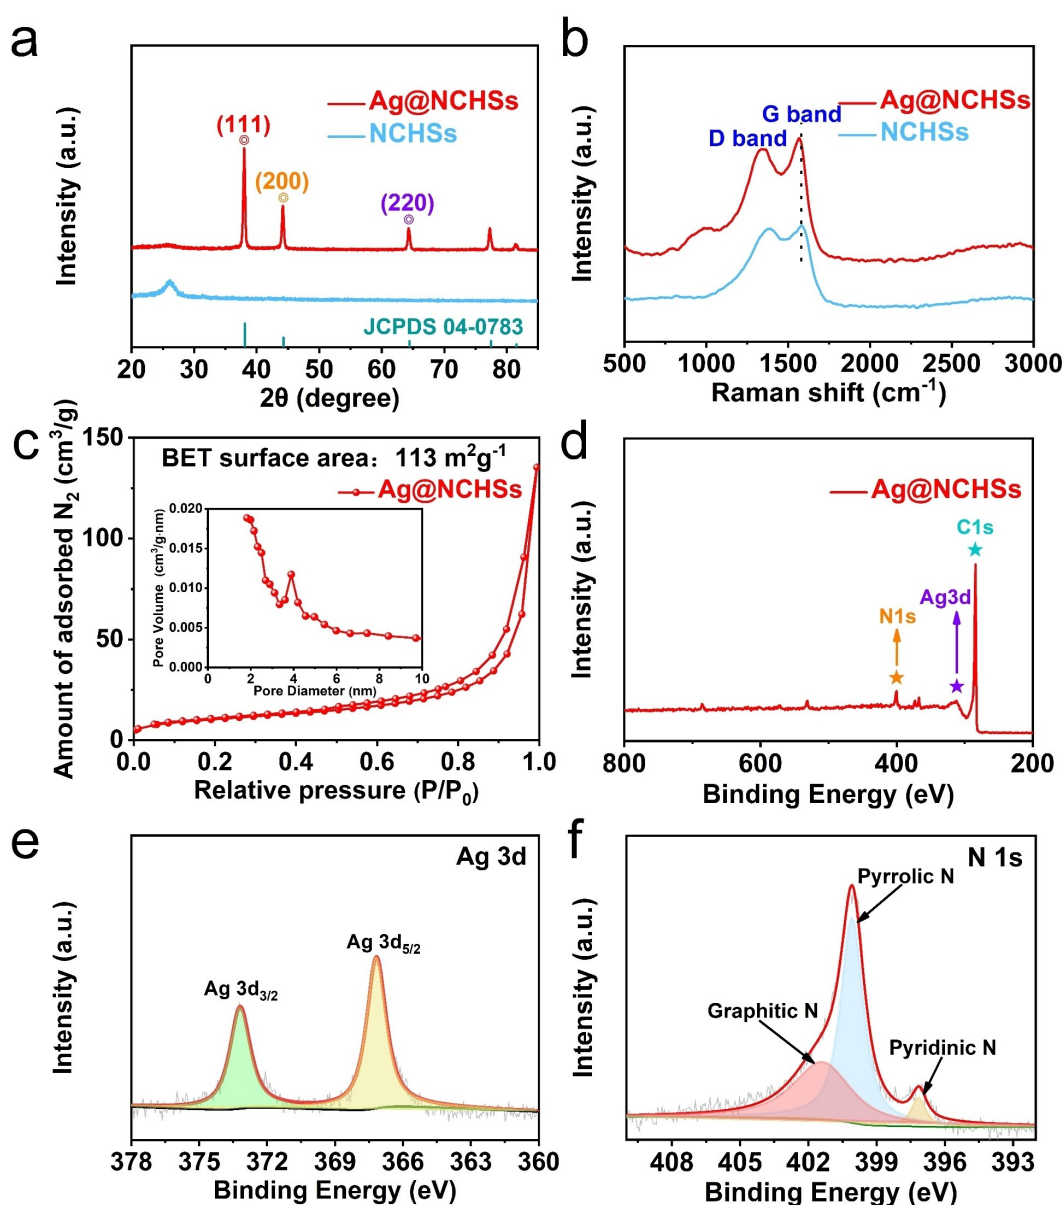 a
Intensity (a.u.)
Ag@NCHSs
NCHSs
(111)
(200)
(220)
JCPDS 04-0783
20 30 40 50 60 70 80
2θ (degree)
b
Intensity (a.u.)
Ag@NCHSs
NCHSs
G band
D band
500 1000 1500 2000 2500 3000
Raman shift (cm⁻¹)
c
Amount of adsorbed N₂ (cm³/g)
150
100
50
0
BET surface area: 113 m²g⁻¹
Ag@NCHSs
Pore Volume (cm³/g·nm)
0.020
0.015
0.010
0.005
0.000
0 2 4 6 8 10
Pore Diameter (nm)
0.0 0.2 0.4 0.6 0.8 1.0
Relative pressure (P/P₀)
d
Intensity (a.u.)
Ag@NCHSs
C1s
Ag3d
N1s
800 600 400 200
Binding Energy (eV)
e
Intensity (a.u.)
Ag 3d
Ag 3d₅/₂
Ag 3d₃/₂
378 375 372 369 366 363 360
Binding Energy (eV)
f
Intensity (a.u.)
N 1s
Pyrrolic N
Graphitic N
Pyridinic N
408 405 402 399 396 393
Binding Energy (eV)